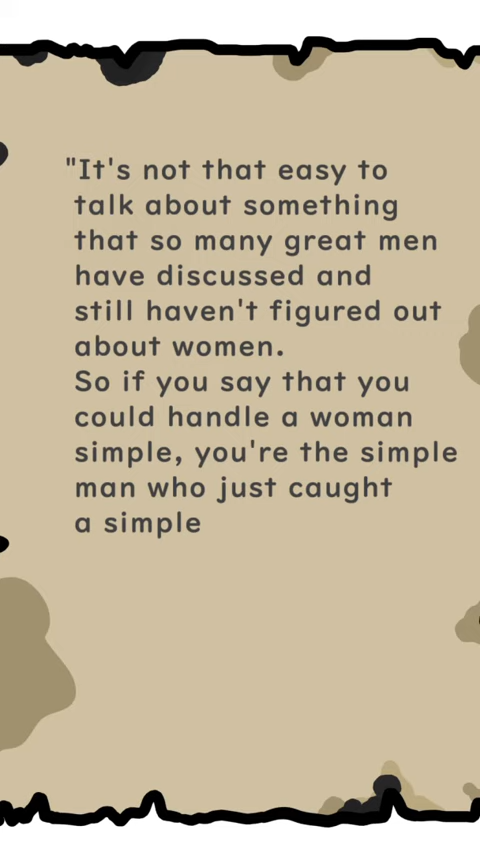 "It's not that easy to
talk about something
that so many great men
have discussed and
still haven't figured out
about women.
So if you say that you
could handle a woman
simple, you're the simple
man who just caught
a simple